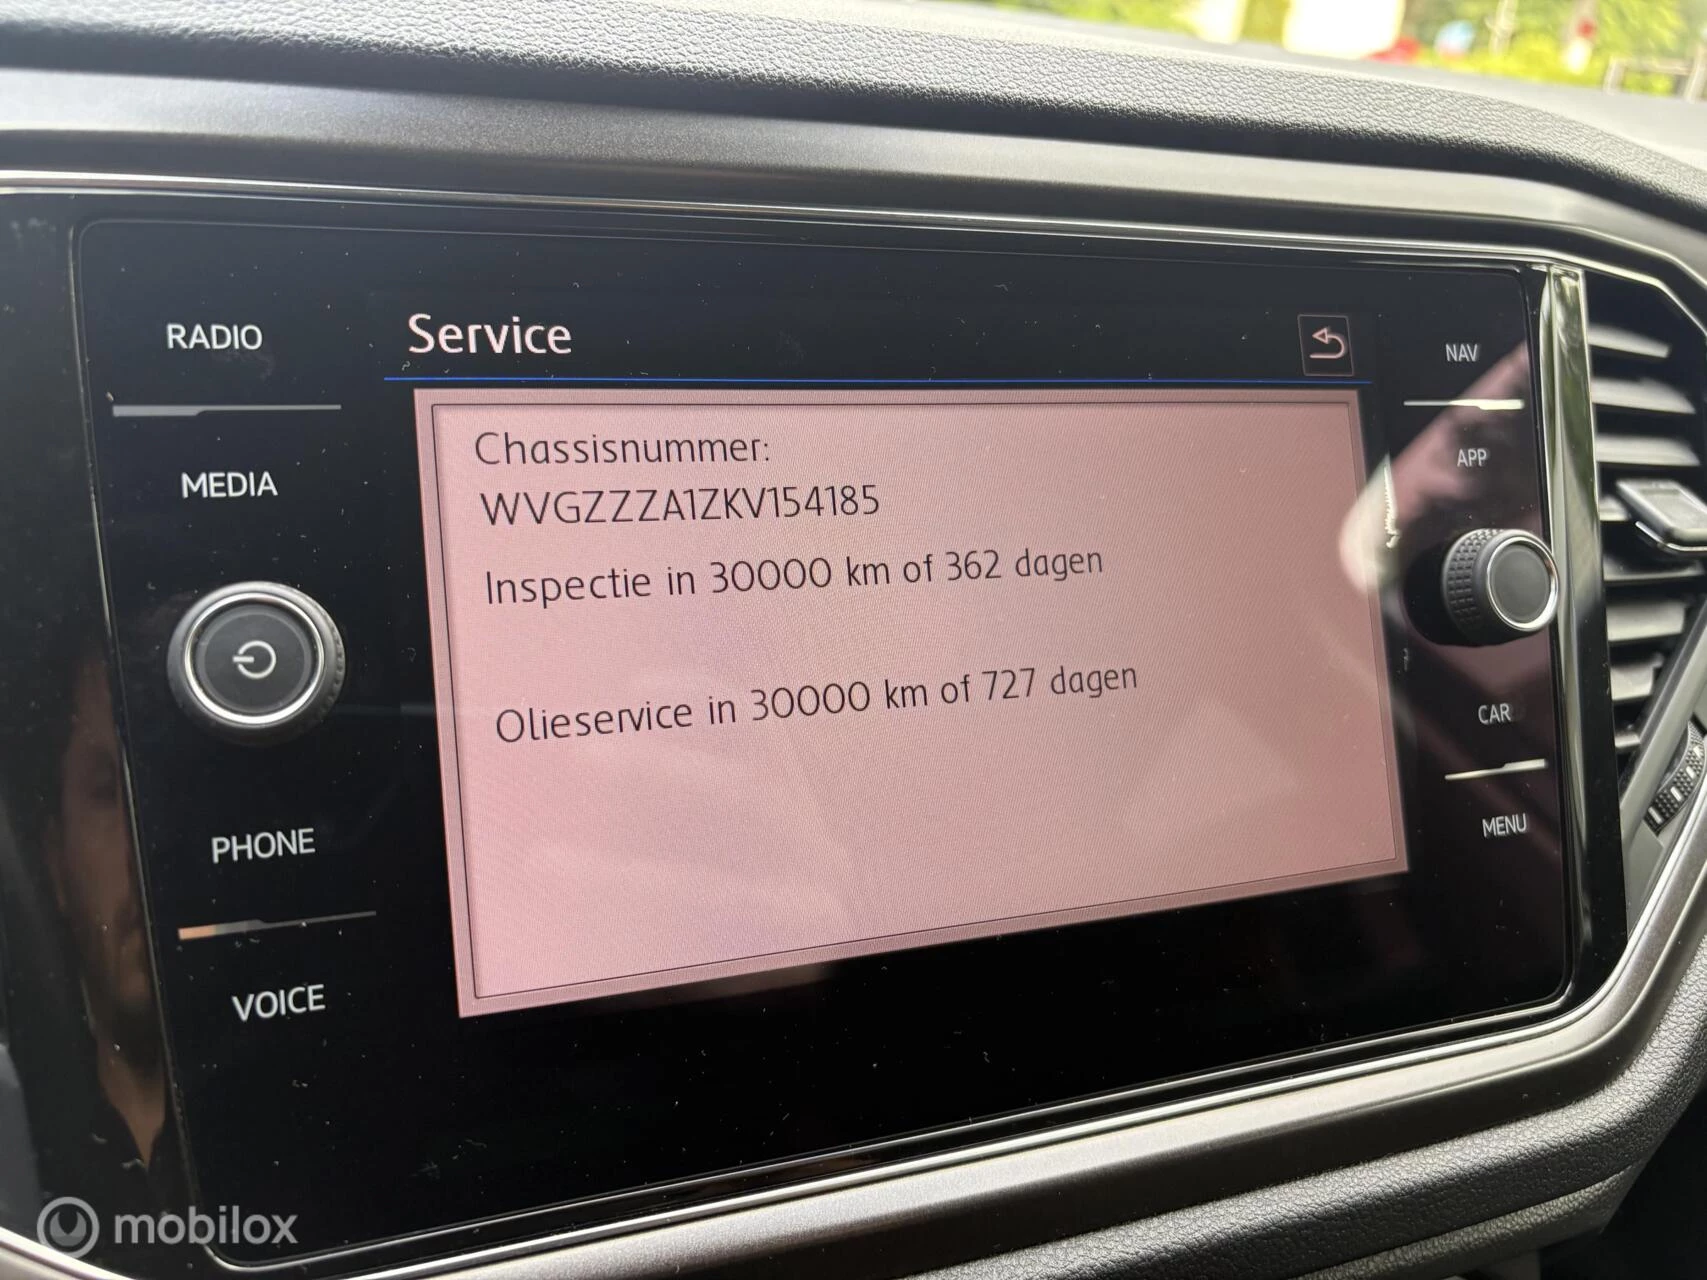 RADIO
MEDIA
PHONE
VOICE
Service
Chassisnummer:
WVGZZZA1ZKV154185
Inspectie in 30000 km of 362 dagen
Olieservice in 30000 km of 727 dagen
NAV
APP
CAR
MENU
mobilox